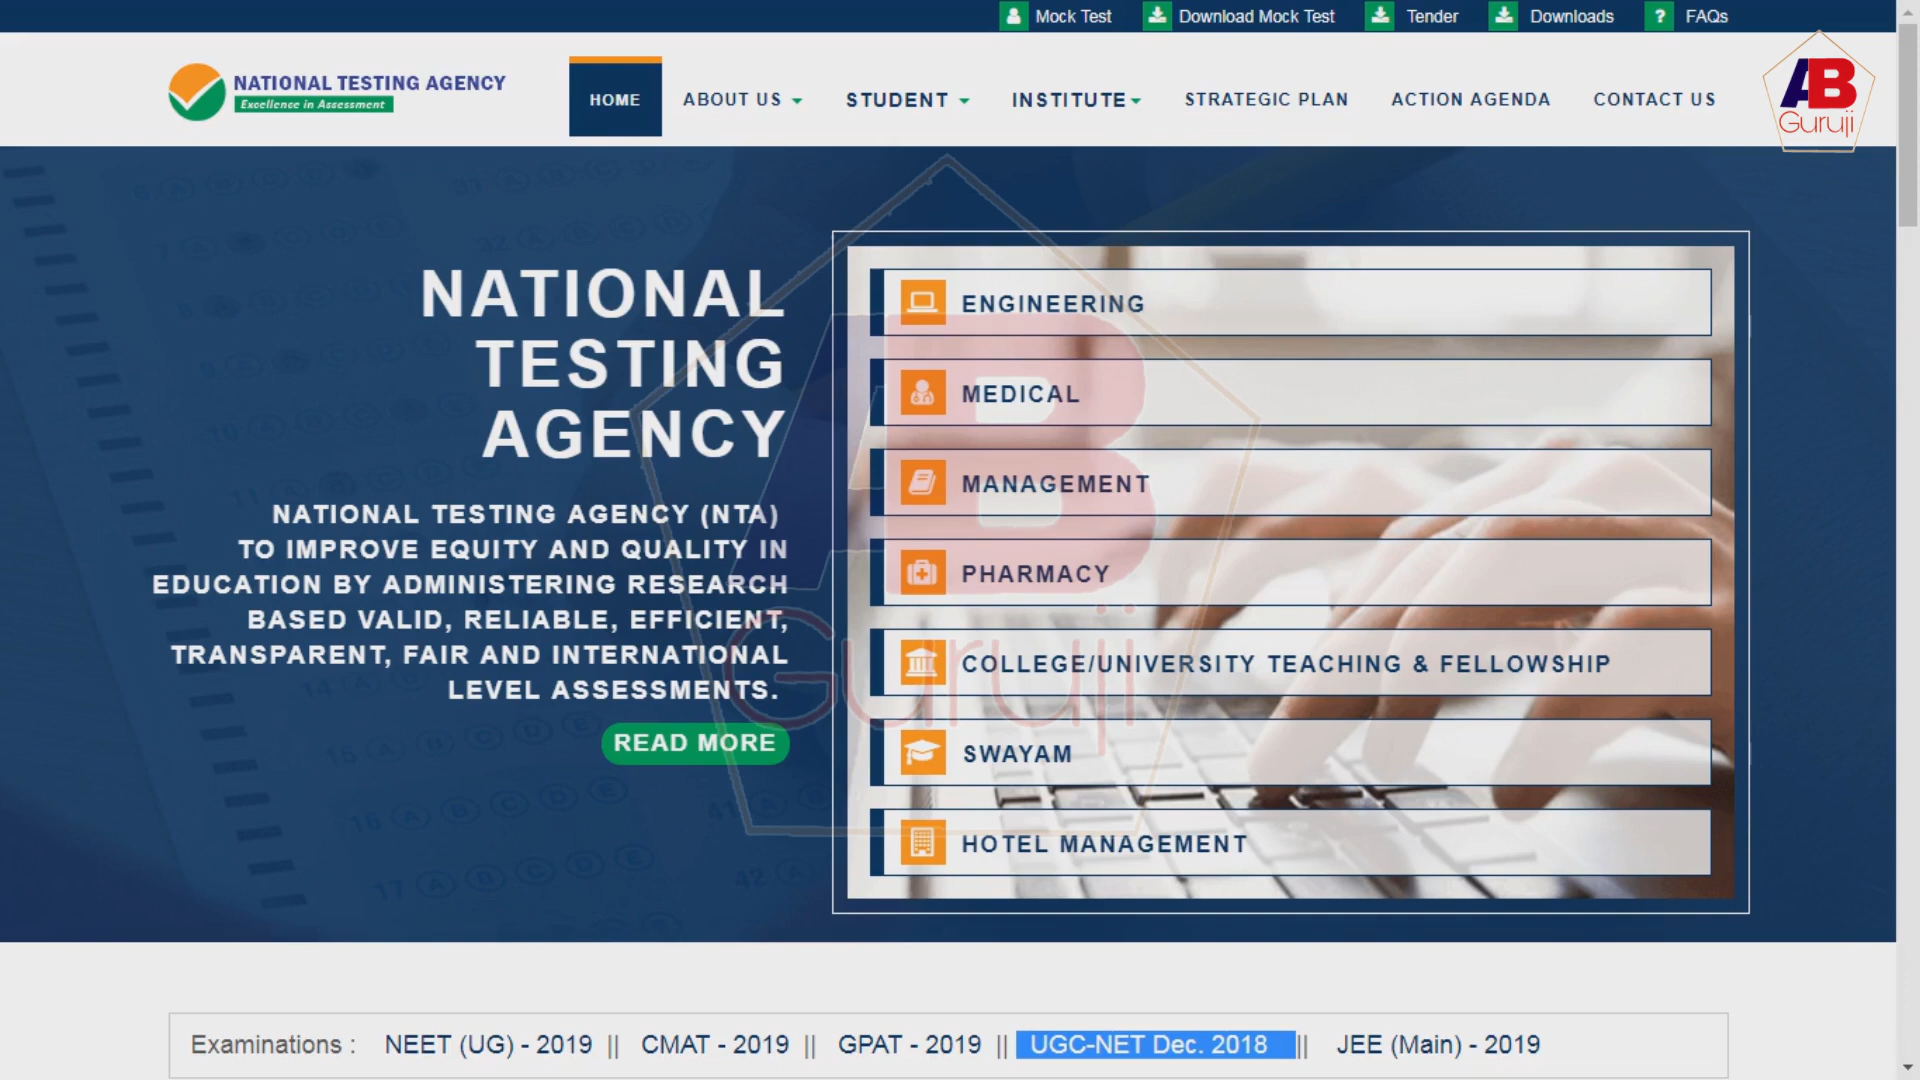 Mock Test Download Mock Test Tender Downloads ? FAQs
NATIONAL TESTING AGENCY
Excellence in Assessment
HOME ABOUT US STUDENT INSTITUTE STRATEGIC PLAN ACTION AGENDA CONTACT US
AB
Guruji
NATIONAL
TESTING
AGENCY
NATIONAL TESTING AGENCY (NTA)
TO IMPROVE EQUITY AND QUALITY IN
EDUCATION BY ADMINISTERING RESEARCH
BASED VALID, RELIABLE, EFFICIENT,
TRANSPARENT, FAIR AND INTERNATIONAL
LEVEL ASSESSMENTS.
READ MORE
ENGINEERING
MEDICAL
MANAGEMENT
PHARMACY
COLLEGE/UNIVERSITY TEACHING & FELLOWSHIP
SWAYAM
HOTEL MANAGEMENT
AB
Guruji
Examinations : NEET (UG) - 2019 || CMAT - 2019 || GPAT - 2019 || UGC-NET Dec. 2018 || JEE (Main) - 2019